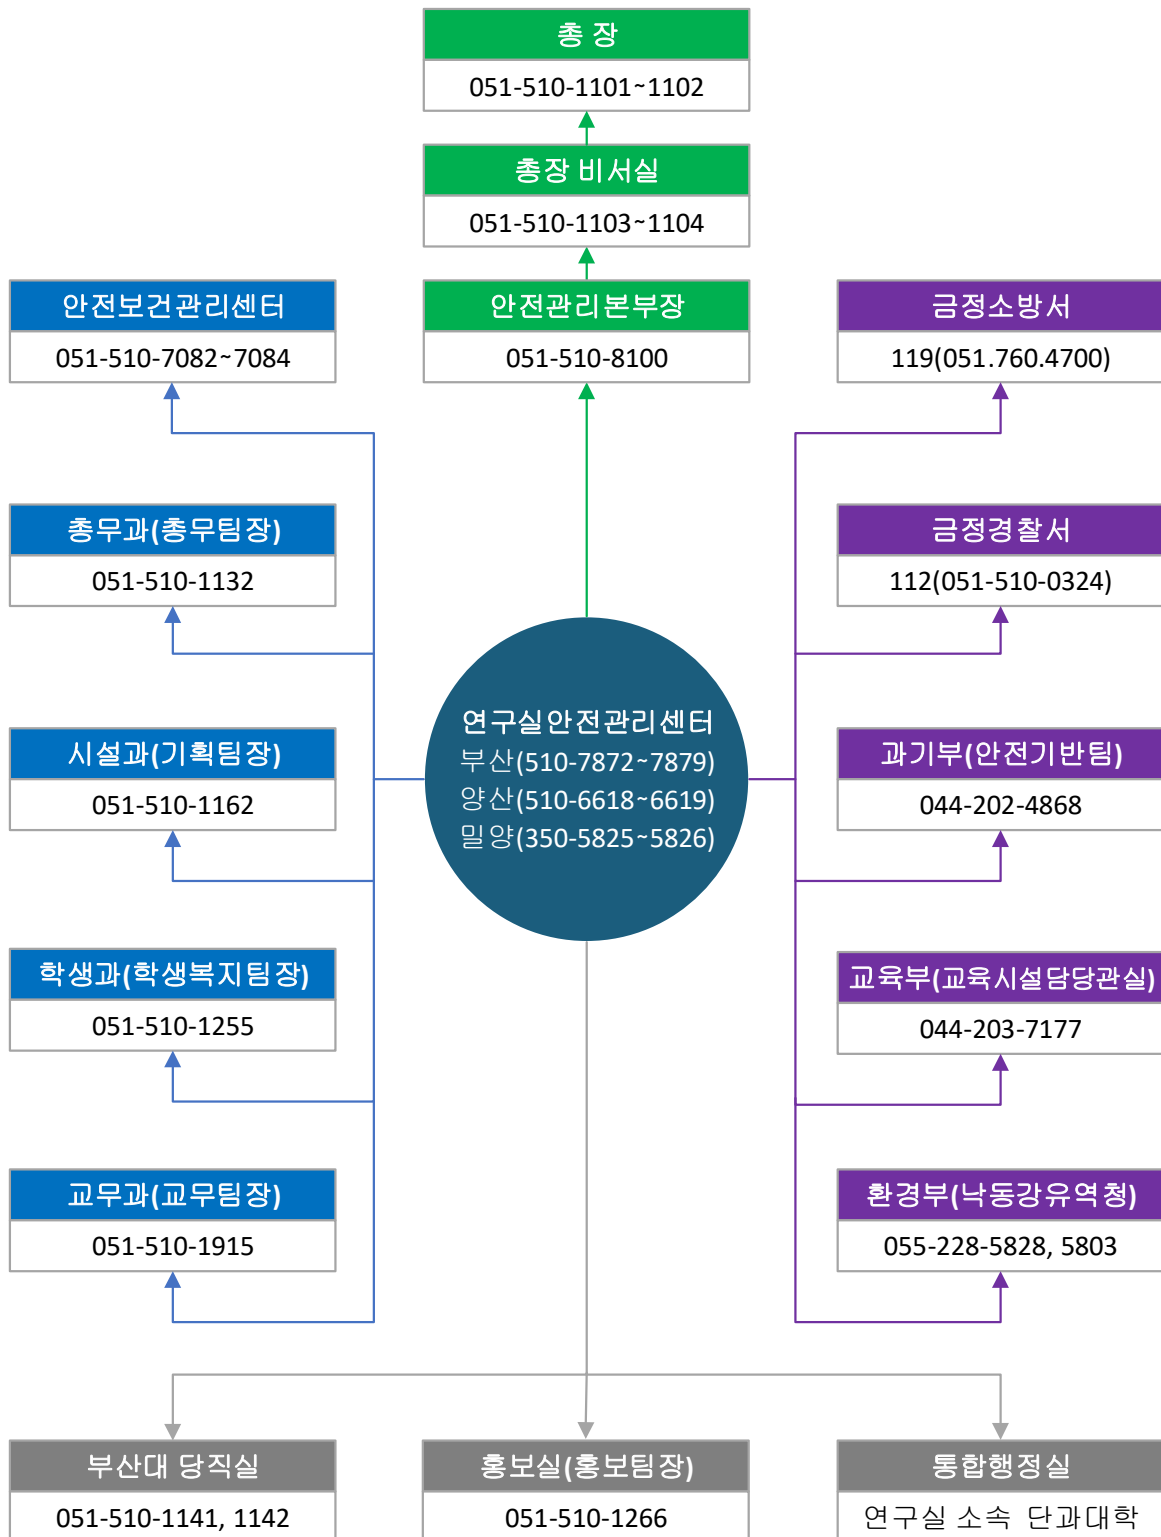 총 장
051-510-1101~1102
총장 비서실
051-510-1103~1104
안전관리본부장
051-510-8100
안전보건관리센터
051-510-7082~7084
총무과(총무팀장)
051-510-1132
시설과(기획팀장)
051-510-1162
학생과(학생복지팀장)
051-510-1255
교무과(교무팀장)
051-510-1915
연구실안전관리센터
부산(510-7872~7879)
양산(510-6618~6619)
밀양(350-5825~5826)
금정소방서
119(051.760.4700)
금정경찰서
112(051-510-0324)
과기부(안전기반팀)
044-202-4868
교육부(교육시설담당관실)
044-203-7177
환경부(낙동강유역청)
055-228-5828, 5803
부산대 당직실
051-510-1141, 1142
홍보실(홍보팀장)
051-510-1266
통합행정실
연구실 소속 단과대학